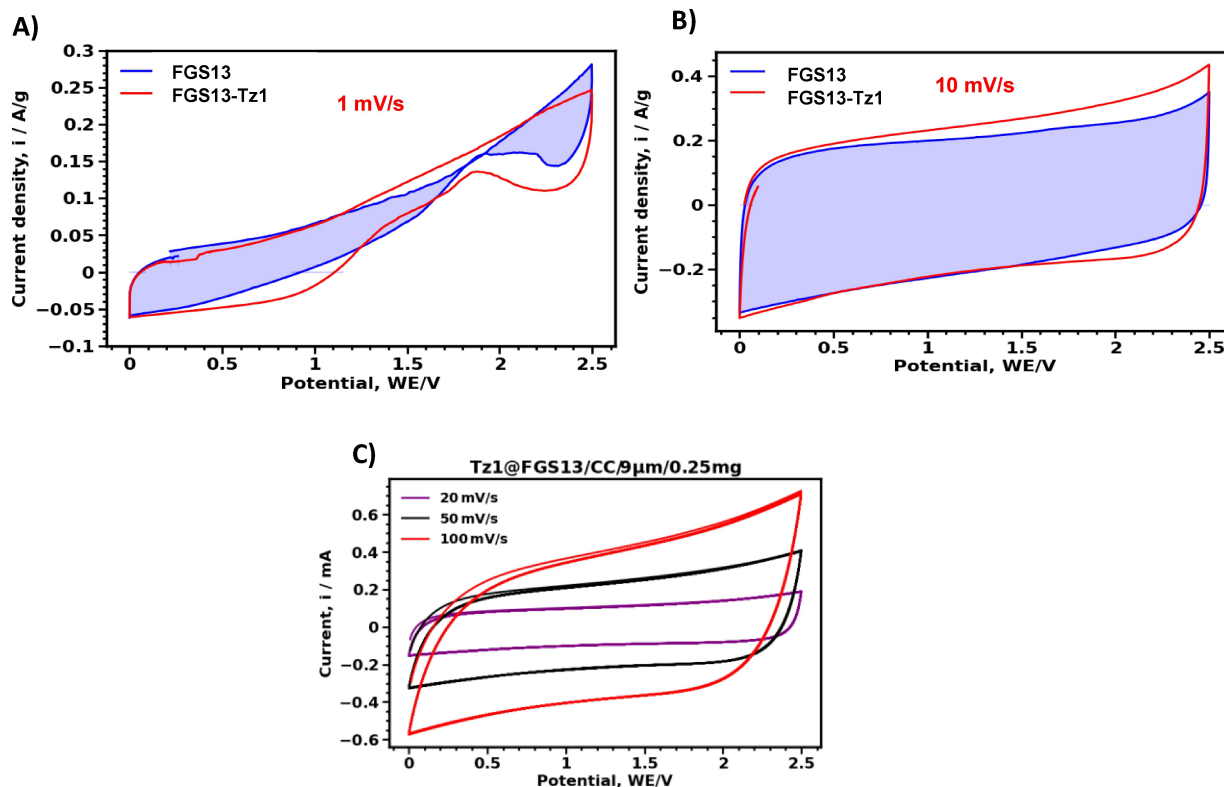 A)
0.3
0.25
0.2
0.15
0.1
0.05
0
−0.05
−0.1
Current density, i / A/g
FGS13
FGS13-Tz1
1 mV/s
0 0.5 1 1.5 2 2.5
Potential, WE/V
B)
0.4
0.2
0
−0.2
Current density, i / A/g
FGS13
FGS13-Tz1
10 mV/s
0 0.5 1 1.5 2 2.5
Potential, WE/V
C)
Tz1@FGS13/CC/9μm/0.25mg
0.6
0.4
0.2
0
−0.2
−0.4
−0.6
Current, i / mA
20 mV/s
50 mV/s
100 mV/s
0 0.5 1 1.5 2 2.5
Potential, WE/V